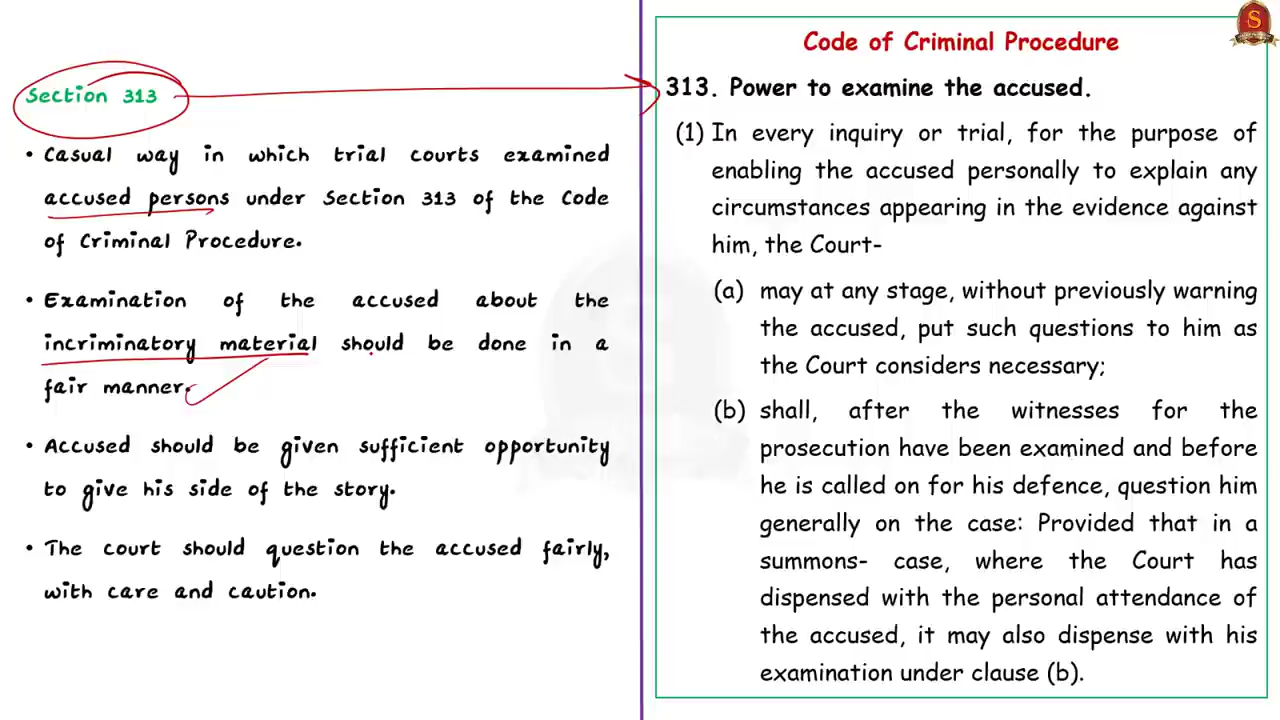 Section 313
• Casual way in which trial courts examined
accused persons under Section 313 of the Code
of Criminal Procedure.
• Examination of the accused about the
incriminatory material should be done in a
fair manner.
• Accused should be given sufficient opportunity
to give his side of the story.
• The court should question the accused fairly,
with care and caution.
Code of Criminal Procedure
313. Power to examine the accused.
(1) In every inquiry or trial, for the purpose of
enabling the accused personally to explain any
circumstances appearing in the evidence against
him, the Court-
(a) may at any stage, without previously warning
the accused, put such questions to him as
the Court considers necessary;
(b) shall, after the witnesses for the
prosecution have been examined and before
he is called on for his defence, question him
generally on the case: Provided that in a
summons- case, where the Court has
dispensed with the personal attendance of
the accused, it may also dispense with his
examination under clause (b).
S